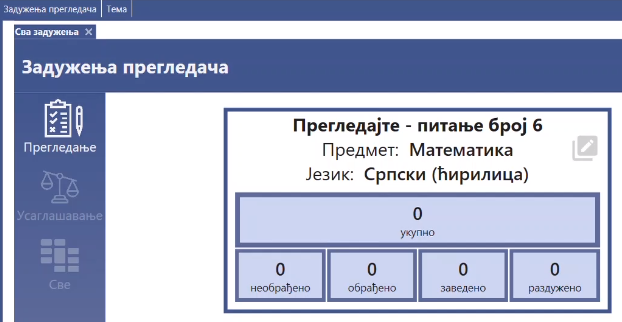 Задужења прегледача Тема
Сва задужења
Задужења прегледача
Прегледање
Усаглашавање
Све
Прегледајте - питање број 6
Предмет: Математика
Језик: Српски (ћирилица)
0
укупно
0 0 0 0
необрађено обрађено заведено раздужено